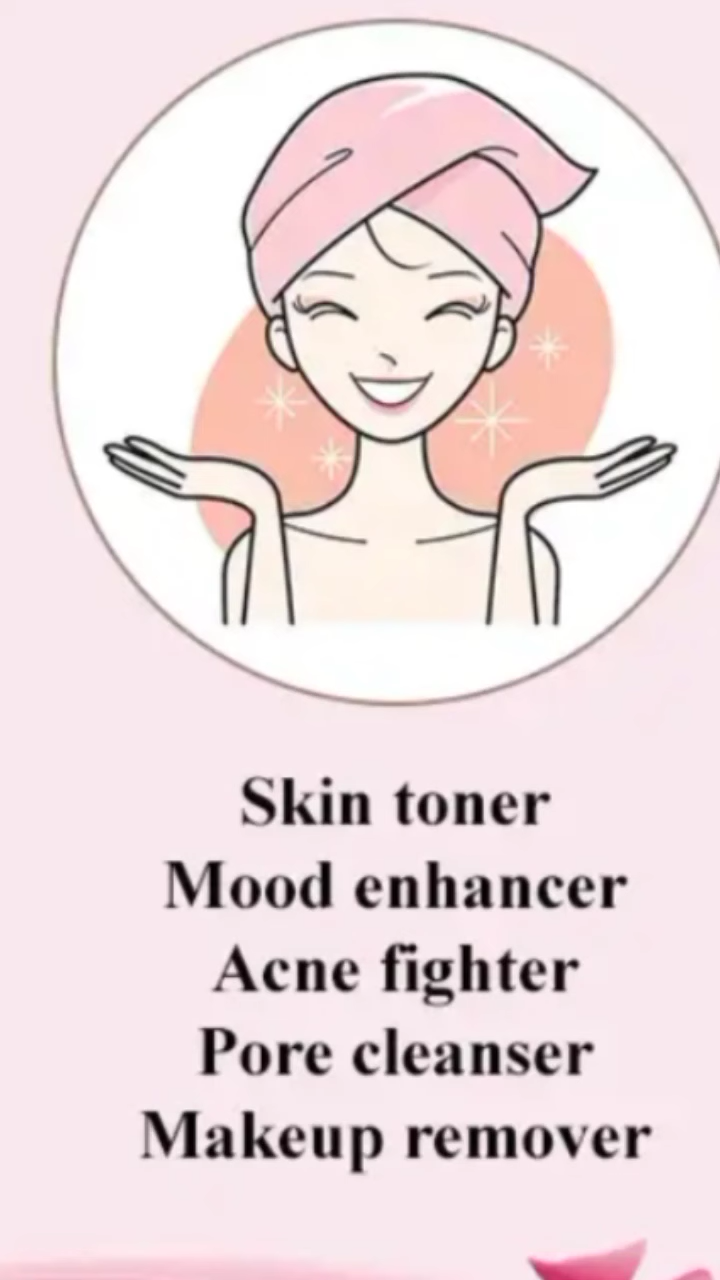 Skin toner
Mood enhancer
Acne fighter
Pore cleanser
Makeup remover